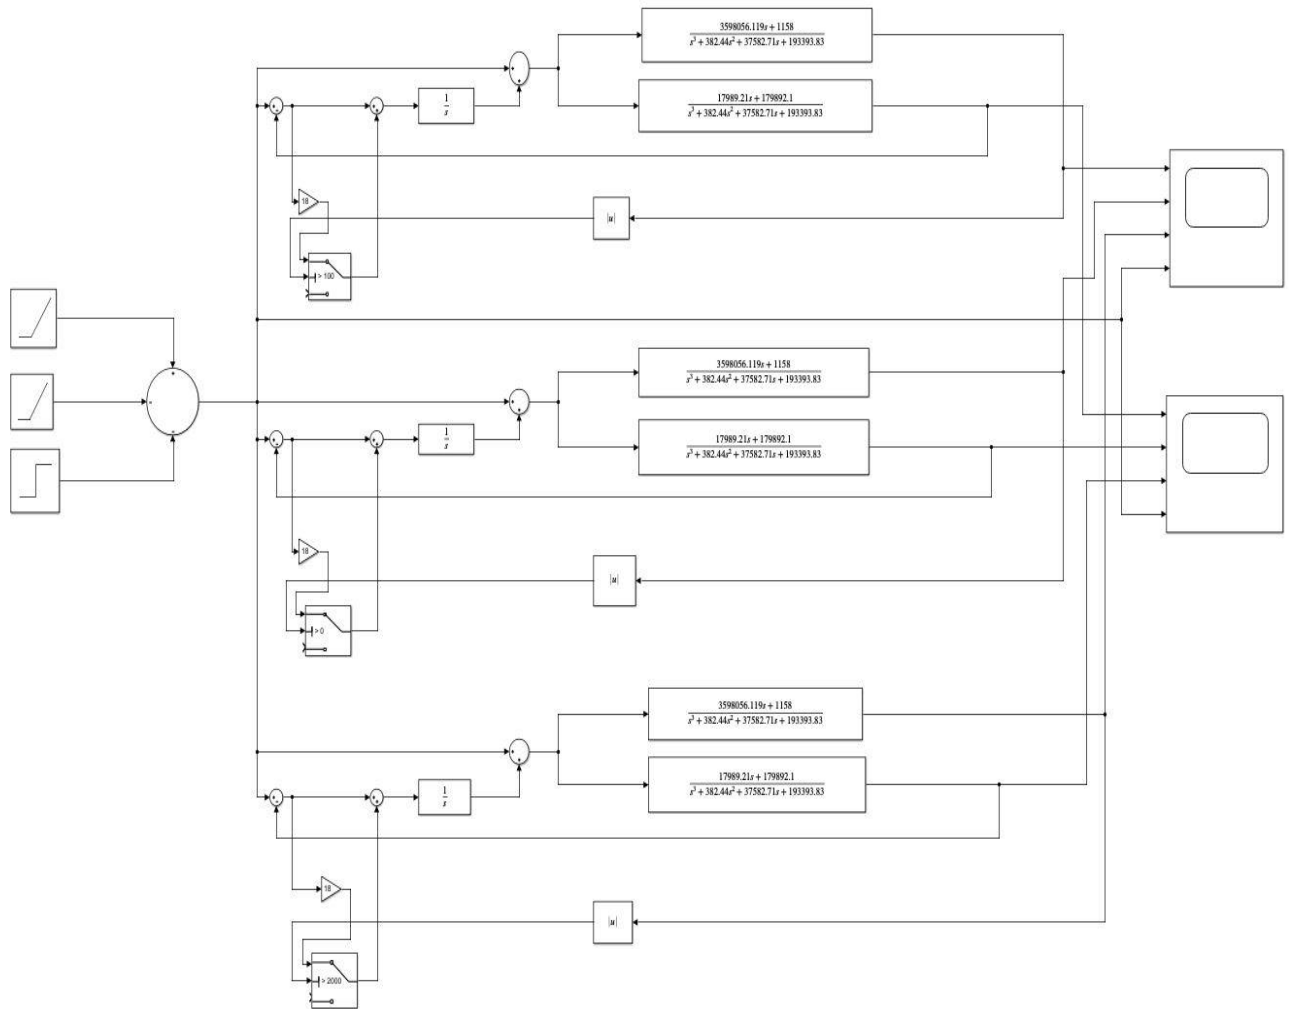 3598056.119s + 1158
s³ + 382.44s² + 37582.71s + 193393.83
17989.21s + 179892.1
s³ + 382.44s² + 37582.71s + 193393.83
1
s
18
|u|
> 100
3598056.119s + 1158
s³ + 382.44s² + 37582.71s + 193393.83
17989.21s + 179892.1
s³ + 382.44s² + 37582.71s + 193393.83
1
s
18
|u|
> 0
3598056.119s + 1158
s³ + 382.44s² + 37582.71s + 193393.83
17989.21s + 179892.1
s³ + 382.44s² + 37582.71s + 193393.83
1
s
18
|u|
> 2000